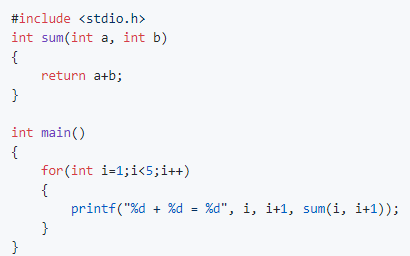 #include <stdio.h>
int sum(int a, int b)
{
    return a+b;
}

int main()
{
    for(int i=1;i<5;i++)
    {
        printf("%d + %d = %d", i, i+1, sum(i, i+1));
    }
}